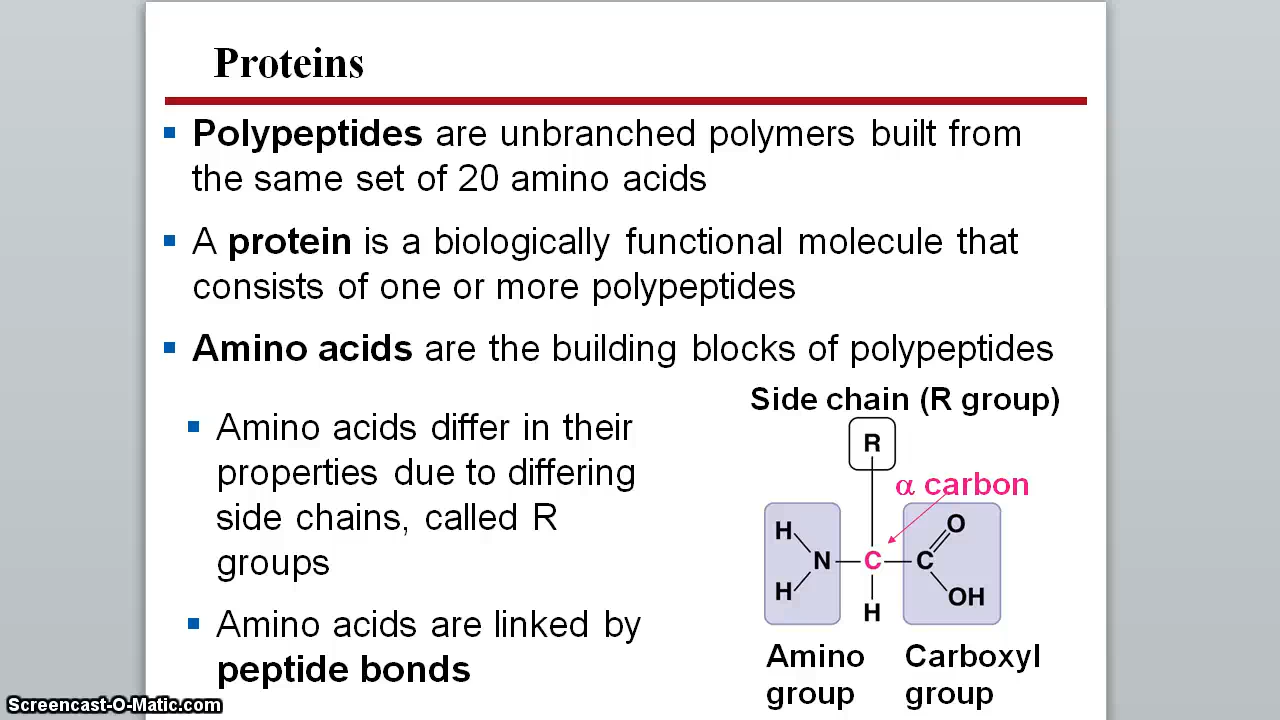 Proteins
Polypeptides are unbranched polymers built from
the same set of 20 amino acids
A protein is a biologically functional molecule that
consists of one or more polypeptides
Amino acids are the building blocks of polypeptides
Amino acids differ in their
properties due to differing
side chains, called R
groups
Amino acids are linked by
peptide bonds
Side chain (R group)
R
α carbon
H O
N C C
H OH
H
Amino Carboxyl
group group
Screencast-O-Matic.com